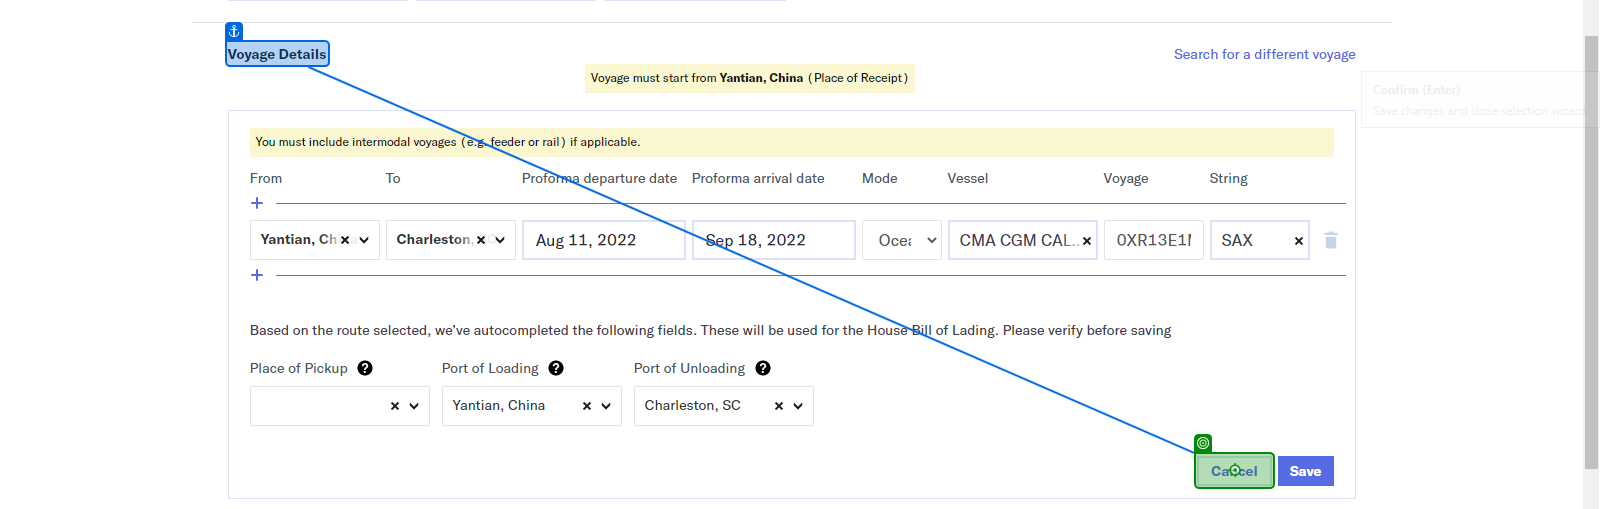 Voyage Details
Search for a different voyage
Voyage must start from Yantian, China (Place of Receipt)
Confirm (Enter)
Save changes and close selection wizard
You must include intermodal voyages (e.g. feeder or rail) if applicable.
From To Proforma departure date Proforma arrival date Mode Vessel Voyage String
Yantian, Ch Charleston, Aug 11, 2022 Sep 18, 2022 Ocea CMA CGM CAL... 0XR13E1 SAX
Based on the route selected, we've autocompleted the following fields. These will be used for the House Bill of Lading. Please verify before saving
Place of Pickup Port of Loading Port of Unloading
Yantian, China Charleston, SC
Cancel Save